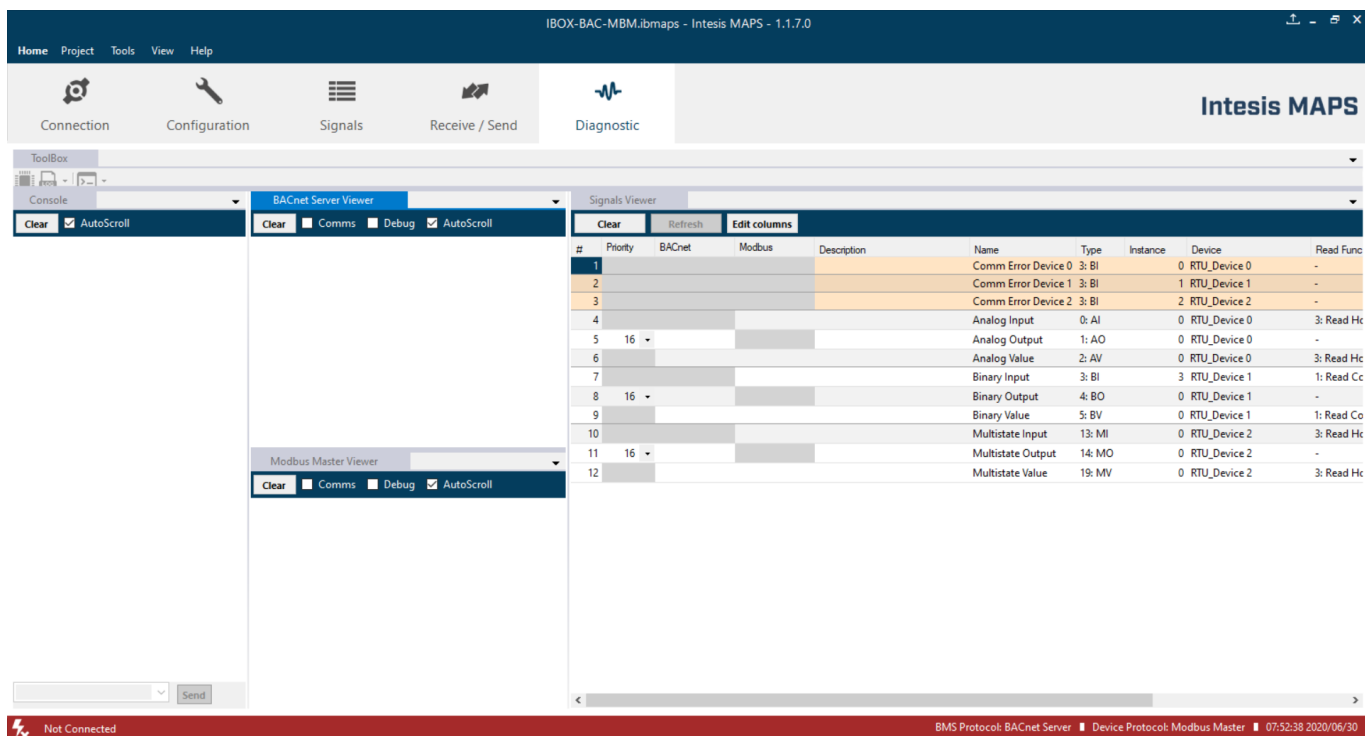 IBOX-BAC-MBM.ibmaps - Intesis MAPS - 1.1.7.0
Home Project Tools View Help
Connection Configuration Signals Receive / Send Diagnostic
Intesis MAPS
ToolBox
Console
Clear AutoScroll
Send
BACnet Server Viewer
Clear Comms Debug AutoScroll
Modbus Master Viewer
Clear Comms Debug AutoScroll
Signals Viewer
Clear Refresh Edit columns
# Priority BACnet Modbus Description Name Type Instance Device Read Func
1 Comm Error Device 0 3: BI 0 RTU_Device 0 -
2 Comm Error Device 1 3: BI 1 RTU_Device 1 -
3 Comm Error Device 2 3: BI 2 RTU_Device 2 -
4 Analog Input 0: AI 0 RTU_Device 0 3: Read Ho
5 16 Analog Output 1: AO 0 RTU_Device 0 -
6 Analog Value 2: AV 0 RTU_Device 0 3: Read Ho
7 Binary Input 3: BI 3 RTU_Device 1 1: Read Co
8 16 Binary Output 4: BO 0 RTU_Device 1 -
9 Binary Value 5: BV 0 RTU_Device 1 1: Read Co
10 Multistate Input 13: MI 0 RTU_Device 2 3: Read Ho
11 16 Multistate Output 14: MO 0 RTU_Device 2 -
12 Multistate Value 19: MV 0 RTU_Device 2 3: Read Ho
Not Connected
BMS Protocol: BACnet Server Device Protocol: Modbus Master 07:52:38 2020/06/30